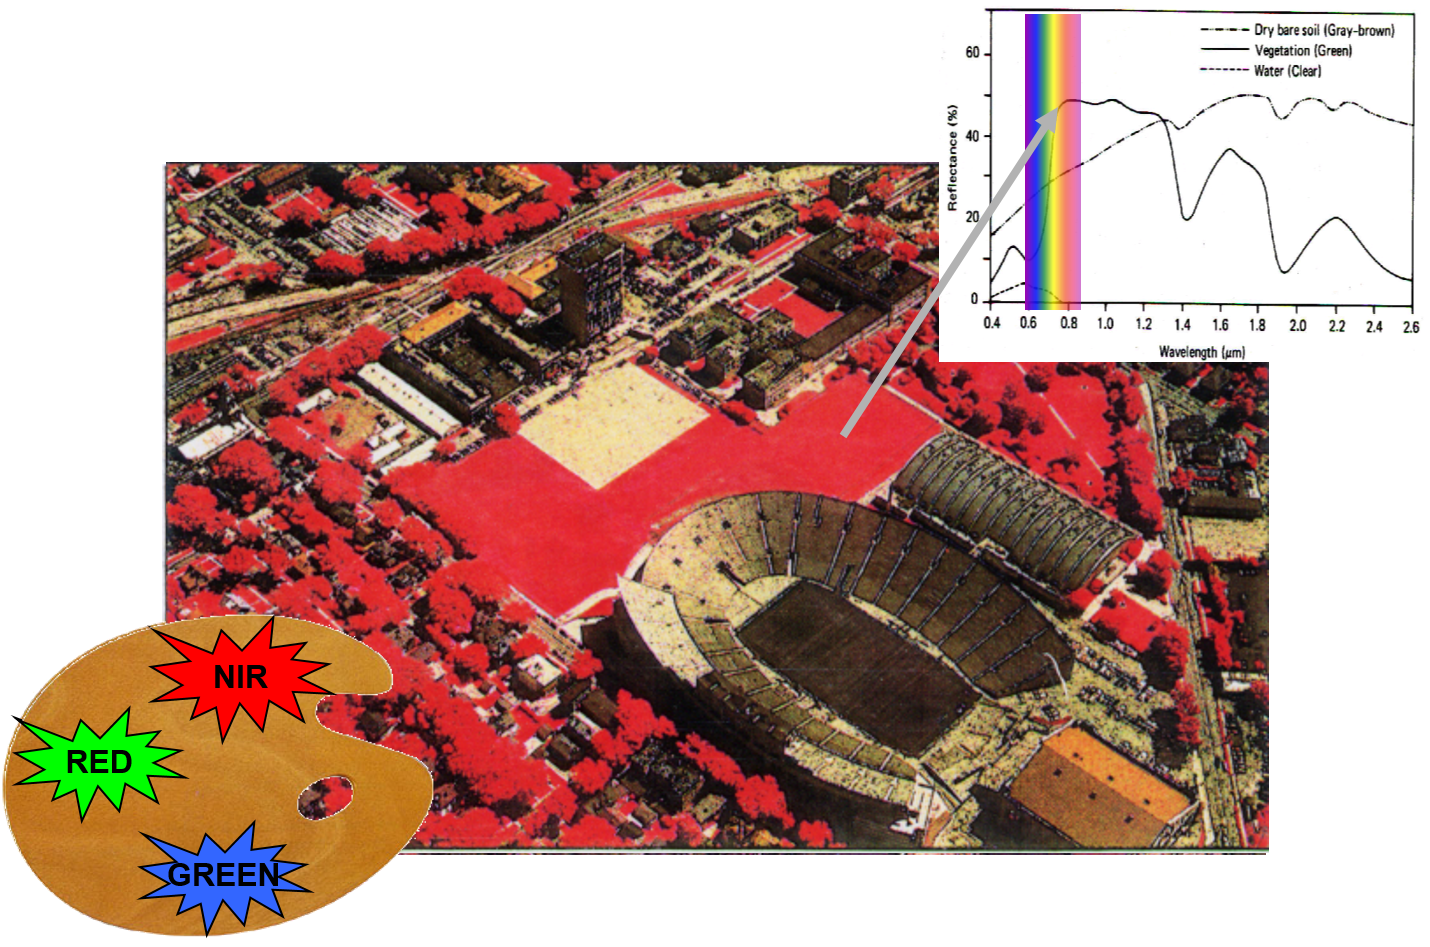 Dry bare soil (Gray-brown)
Vegetation (Green)
Water (Clear)
Reflectance (%)
60
40
20
0
0.4 0.6 0.8 1.0 1.2 1.4 1.6 1.8 2.0 2.2 2.4 2.6
Wavelength (μm)
NIR
RED
GREEN